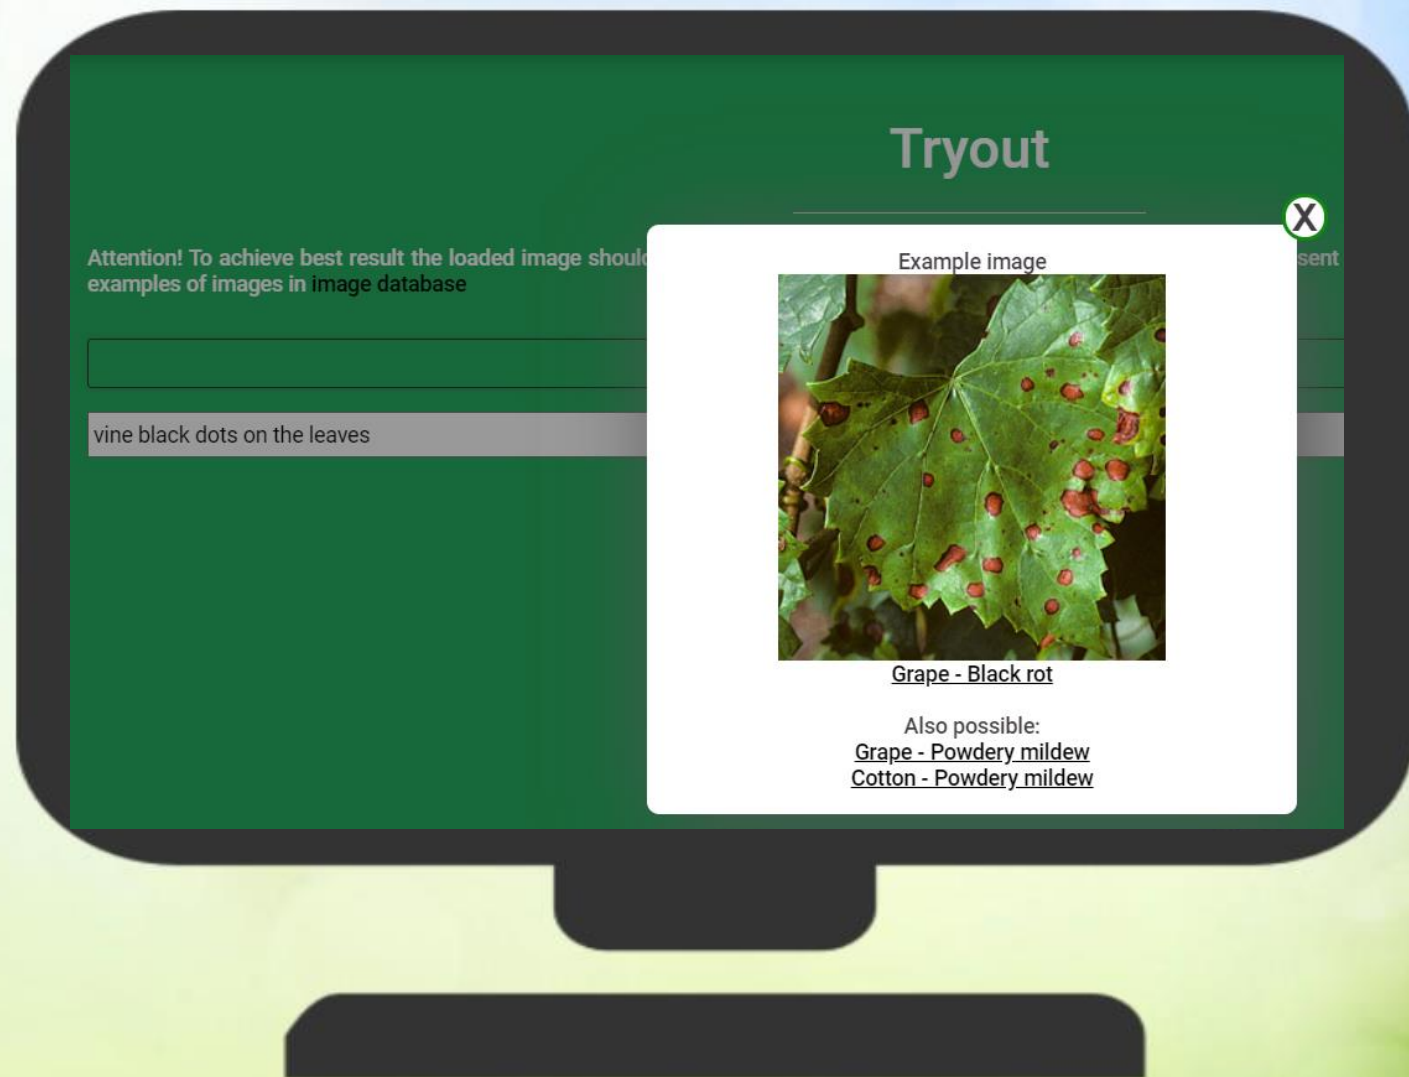 Tryout
X
Attention! To achieve best result the loaded image should
sent
examples of images in image database
vine black dots on the leaves
Example image
Grape - Black rot
Also possible:
Grape - Powdery mildew
Cotton - Powdery mildew